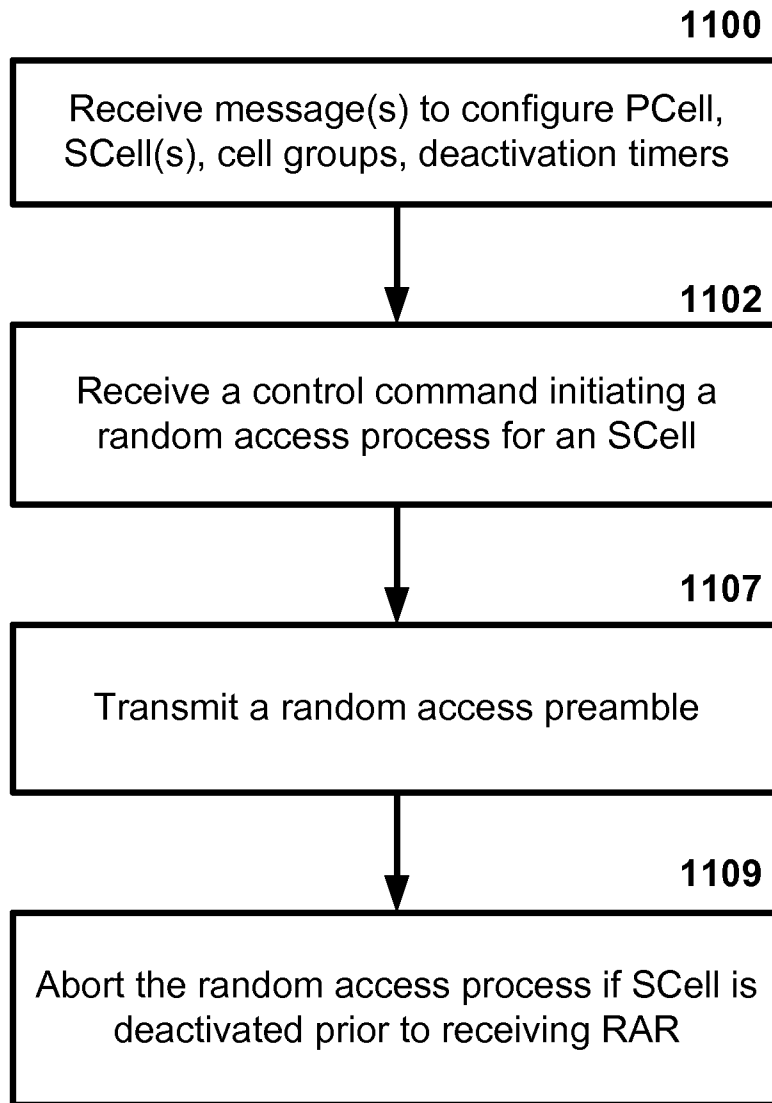 1100
Receive message(s) to configure PCell,
SCell(s), cell groups, deactivation timers
1102
Receive a control command initiating a
random access process for an SCell
1107
Transmit a random access preamble
1109
Abort the random access process if SCell is
deactivated prior to receiving RAR